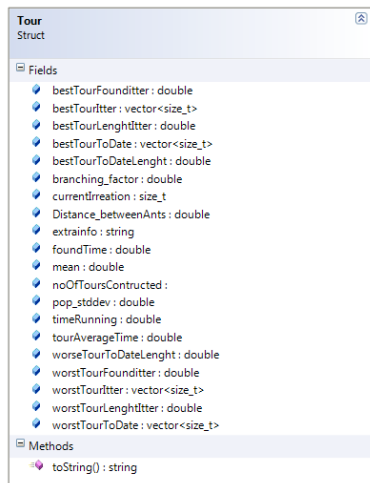 Tour
Struct
Fields
bestTourFounditter : double
bestTourItter : vector<size_t>
bestTourLenghtItter : double
bestTourToDate : vector<size_t>
bestTourToDateLenght : double
branching_factor : double
currentIrreation : size_t
Distance_betweenAnts : double
extrainfo : string
foundTime : double
mean : double
noOfToursContructed :
pop_stddev : double
timeRunning : double
tourAverageTime : double
worseTourToDateLenght : double
worstTourFounditter : double
worstTourItter : vector<size_t>
worstTourLenghtItter : double
worstTourToDate : vector<size_t>
Methods
toString() : string